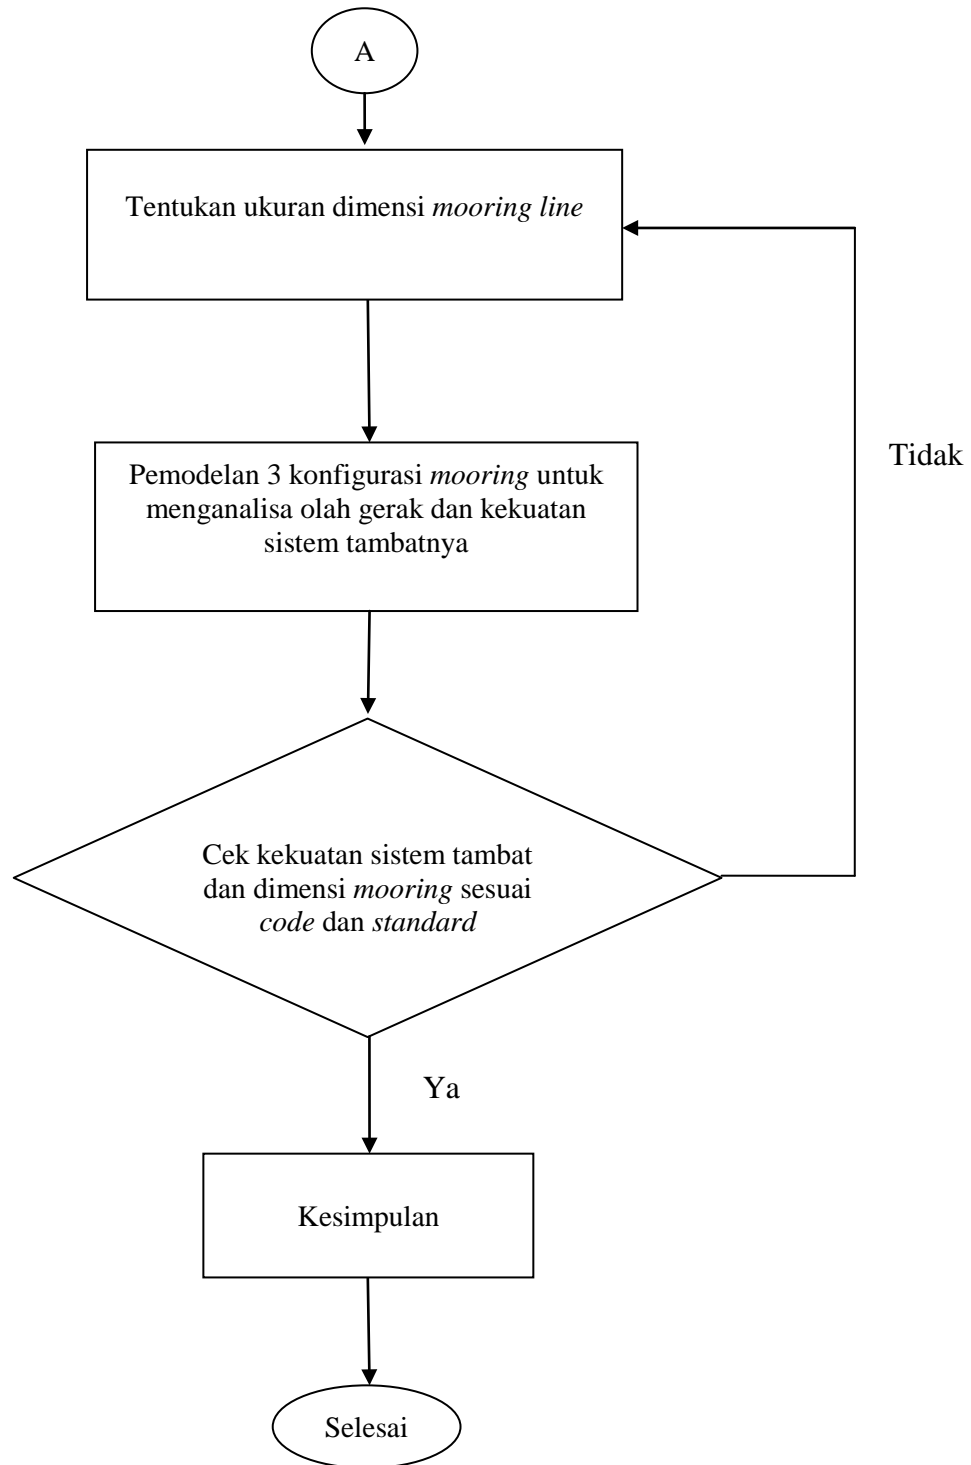 A
Tentukan ukuran dimensi mooring line
Pemodelan 3 konfigurasi mooring untuk
menganalisa olah gerak dan kekuatan
sistem tambatnya
Tidak
Cek kekuatan sistem tambat
dan dimensi mooring sesuai
code dan standard
Ya
Kesimpulan
Selesai